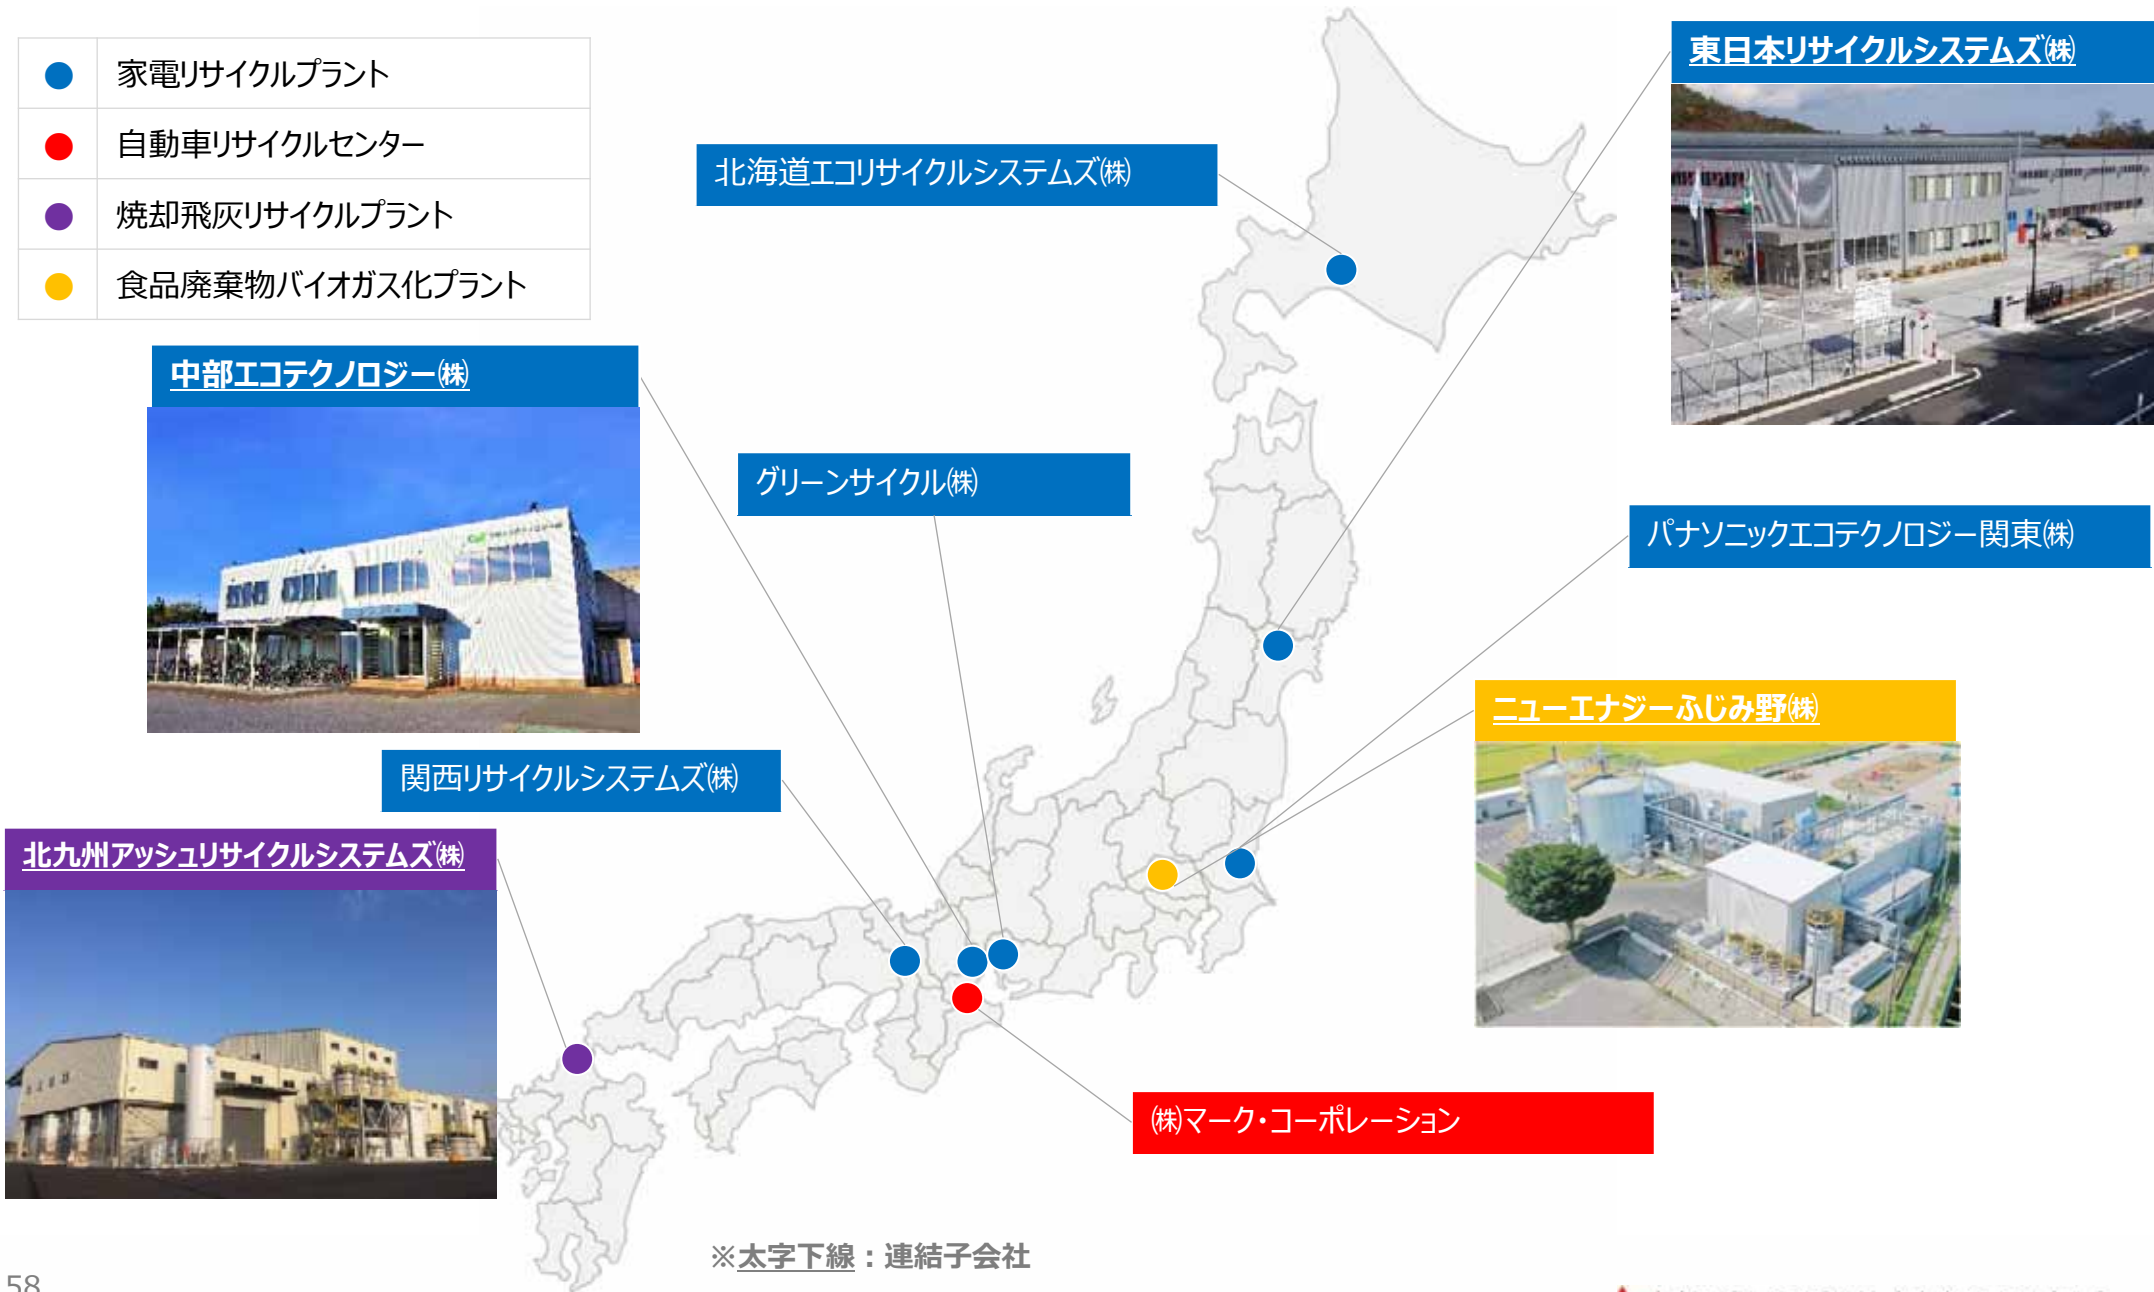 家電リサイクルプラント
自動車リサイクルセンター
焼却飛灰リサイクルプラント
食品廃棄物バイオガス化プラント
東日本リサイクルシステムズ㈱
北海道エコリサイクルシステムズ㈱
中部エコテクノロジー㈱
グリーンサイクル㈱
パナソニックエコテクノロジー関東㈱
ニューエナジーふじみ野㈱
関西リサイクルシステムズ㈱
北九州アッシュリサイクルシステムズ㈱
㈱マーク・コーポレーション
※太字下線：連結子会社
58